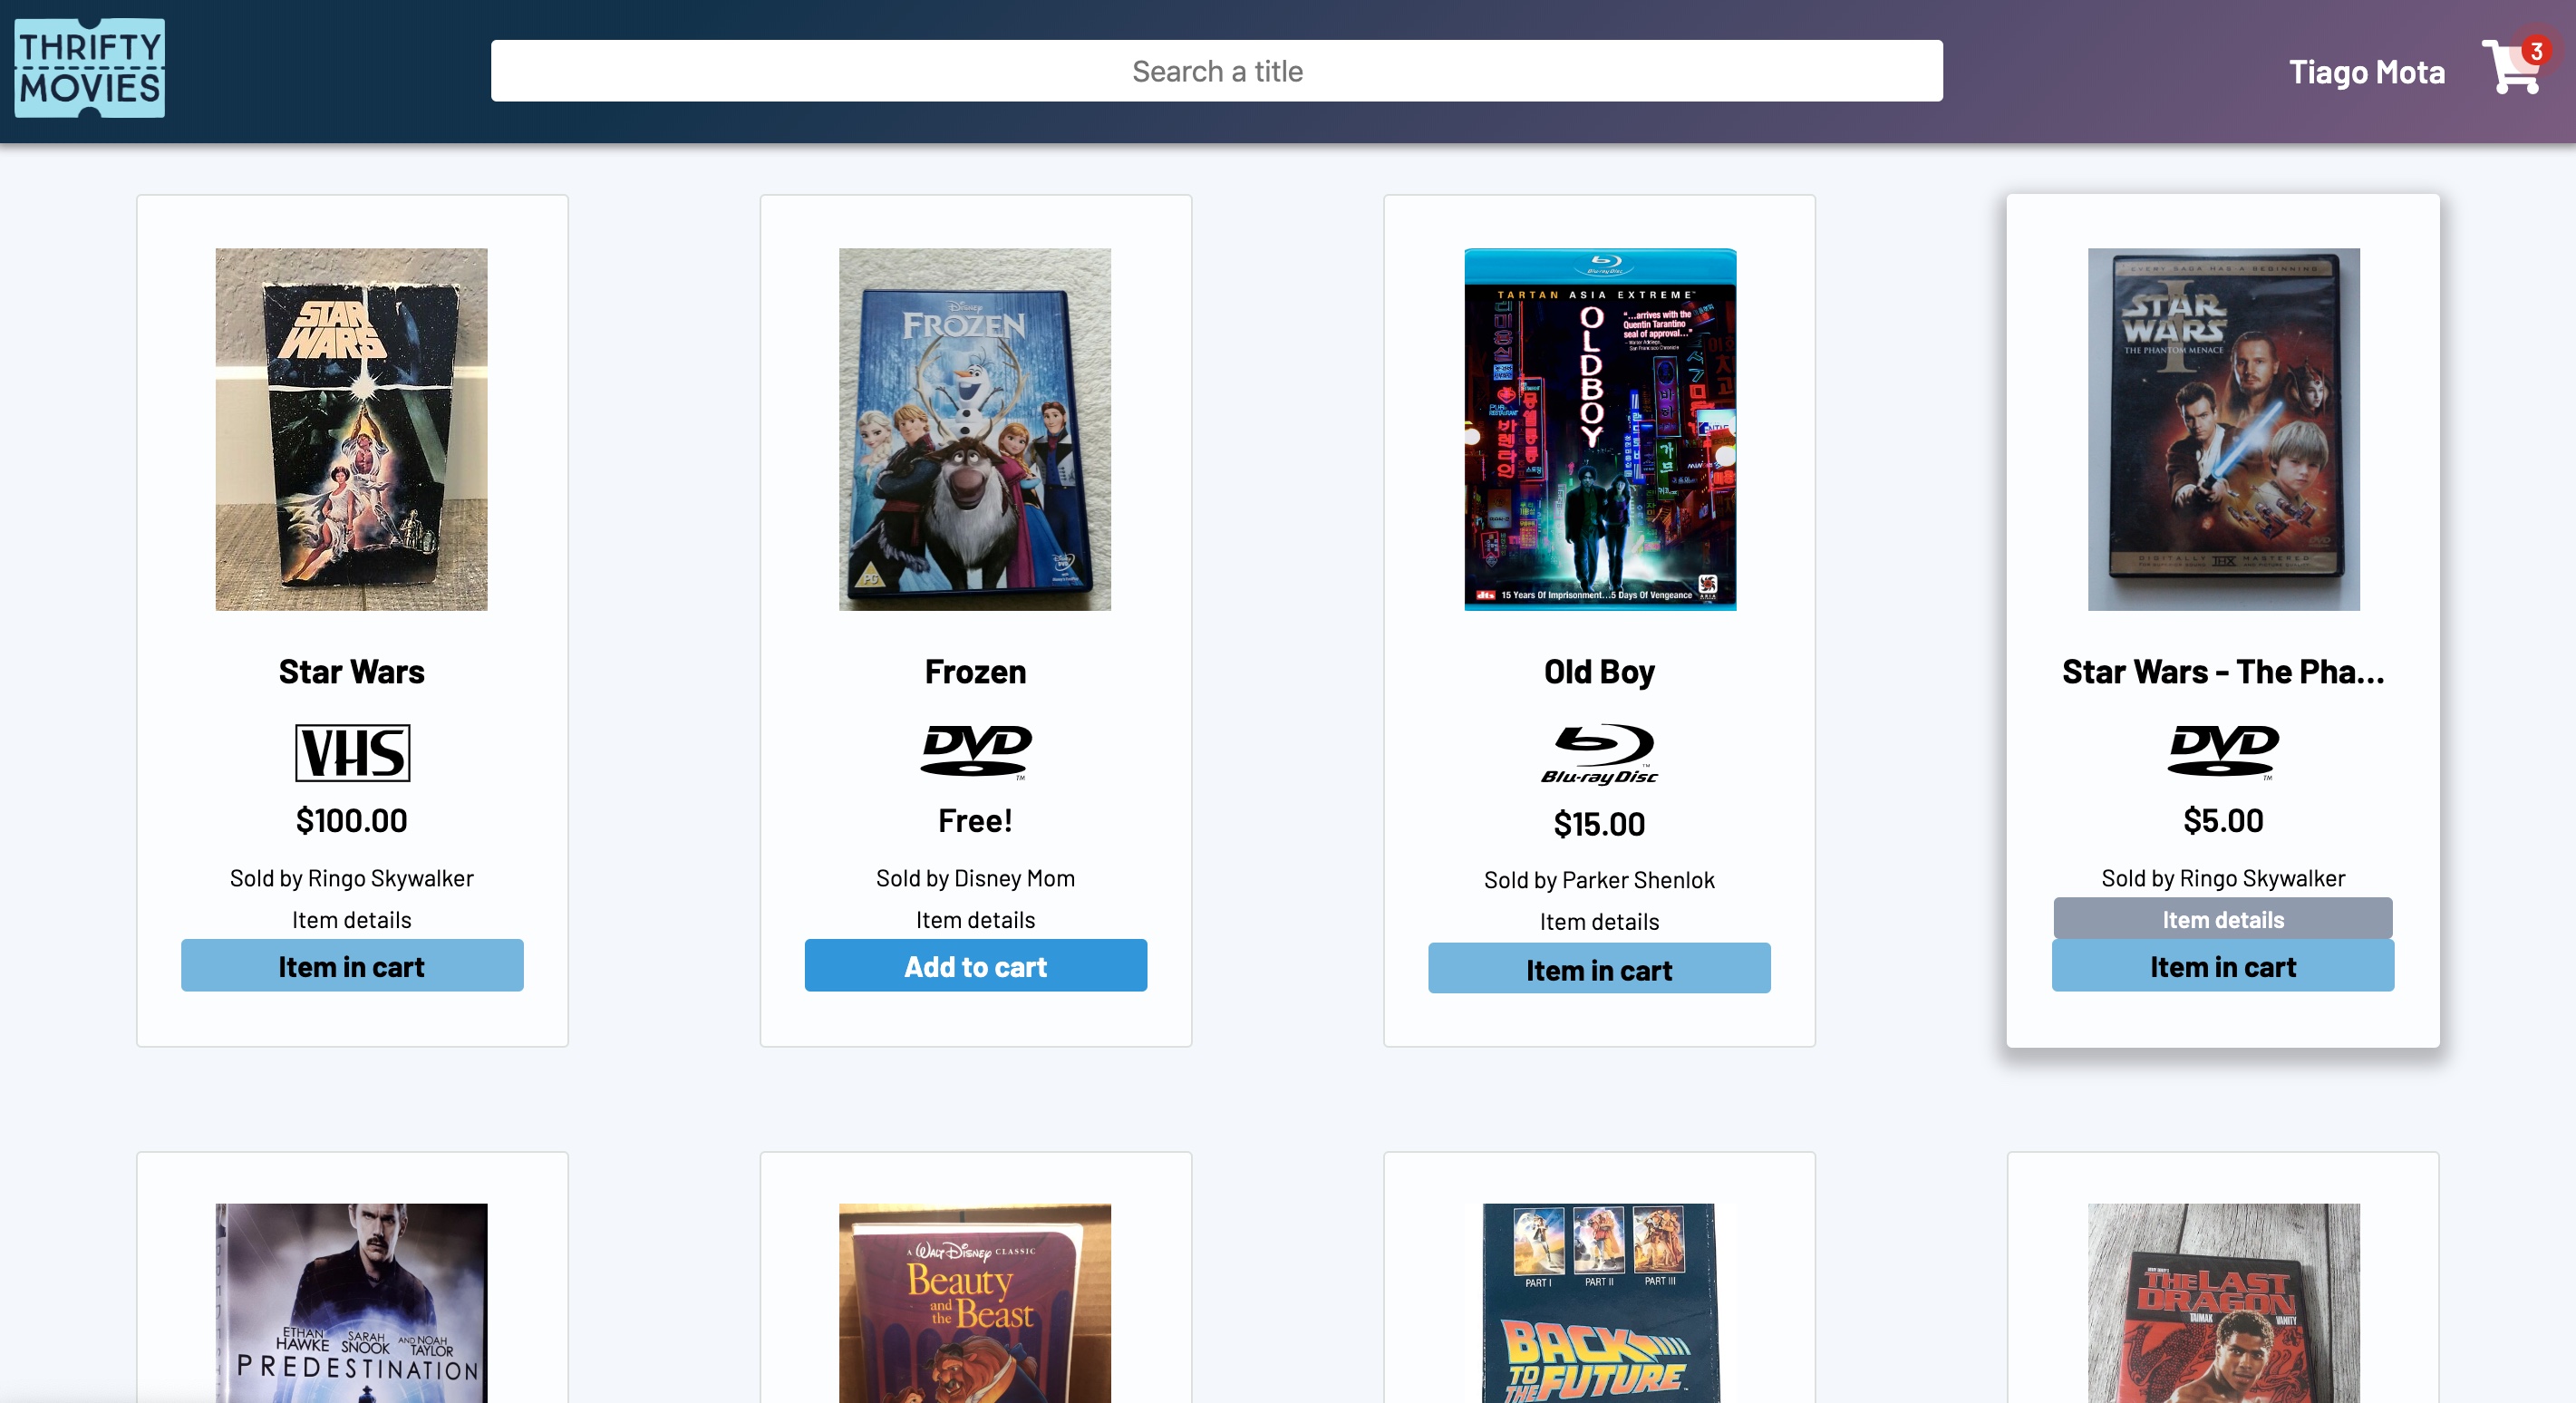 THRIFTY
MOVIES
Search a title
Tiago Mota
3
STAR
WARS
Disney
FROZEN
PG
Blu-ray Disc
TARTAN ASIA EXTREME
OLDBOY
"...arrives with the
Quentin Tarantino
seal of approval..."
dts 15 Years Of Imprisonment...5 Days Of Vengeance
EVERY SAGA HAS A BEGINNING
I
STAR
WARS
THE PHANTOM MENACE
DIGITALLY THX MASTERED
Star Wars
VHS
$100.00
Sold by Ringo Skywalker
Item details
Item in cart
Frozen
DVD
TM
Free!
Sold by Disney Mom
Item details
Add to cart
Old Boy
Blu-ray Disc
TM
$15.00
Sold by Parker Shenlok
Item details
Item in cart
Star Wars - The Pha...
DVD
TM
$5.00
Sold by Ringo Skywalker
Item details
Item in cart
ETHAN HAWKE SARAH SNOOK AND NOAH TAYLOR
PREDESTINATION
A WALT DISNEY CLASSIC
Beauty
and the Beast
PART I PART II PART III
BACK
TO THE FUTURE
THE LAST
DRAGON
TAIMAK VANITY